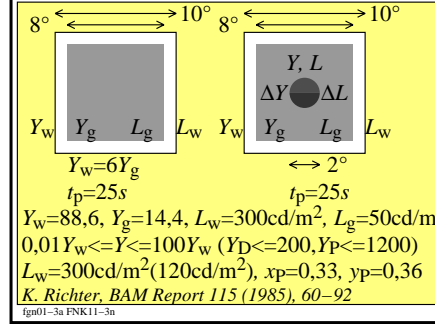 8° 10° 8° 10°
Y, L
ΔY ΔL
Yw Yg Lg Lw Yw Yg Lg Lw
Yw=6Yg 2°
tp=25s tp=25s
Yw=88,6, Yg=14,4, Lw=300cd/m², Lg=50cd/m
0,01Yw<=Y<=100Yw (YD<=200,YP<=1200)
Lw=300cd/m²(120cd/m²), xP=0,33, yP=0,36
K. Richter, BAM Report 115 (1985), 60−92
fgn01−3a FNK11−3n